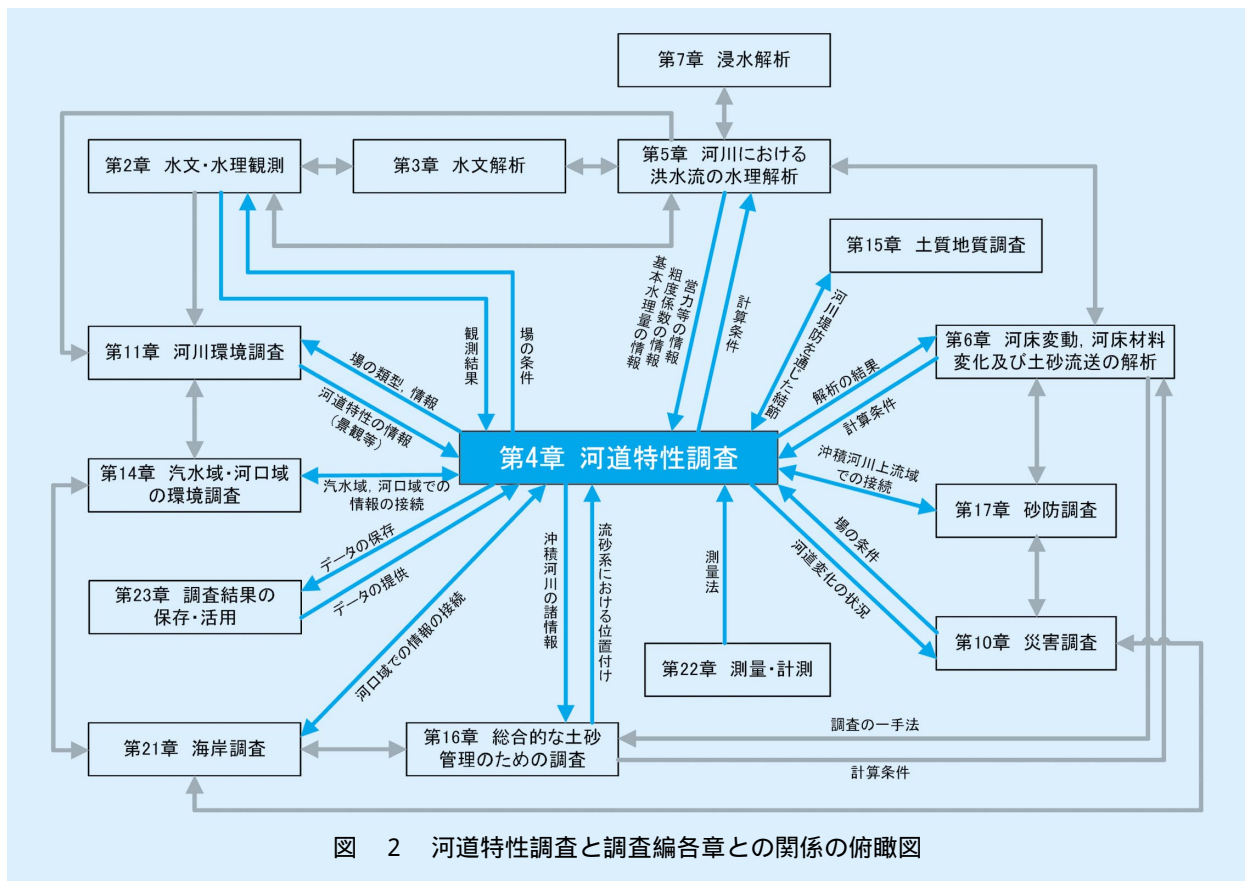 第7章 浸水解析
第2章 水文・水理観測
第3章 水文解析
第5章 河川における
洪水流の水理解析
第15章 土質地質調査
営力等の情報
粗度係数の情報
基本水理量の情報
計算条件
河川堤防を通じた結節
観測結果
場の条件
第11章 河川環境調査
場の類型，情報
河道特性の情報
（景観等）
第6章 河床変動，河床材料
変化及び土砂流送の解析
解析の結果
計算条件
第4章 河道特性調査
第14章 汽水域・河口域
の環境調査
汽水域，河口域での
情報の接続
沖積河川上流域
での接続
第17章 砂防調査
データの保存
データの提供
第23章 調査結果の
保存・活用
河口域での情報の接続
沖積河川の諸情報
流砂系における位置付け
測量法
場の条件
河道変化の状況
第10章 災害調査
第22章 測量・計測
第21章 海岸調査
第16章 総合的な土砂
管理のための調査
調査の一手法
計算条件
図 2 河道特性調査と調査編各章との関係の俯瞰図